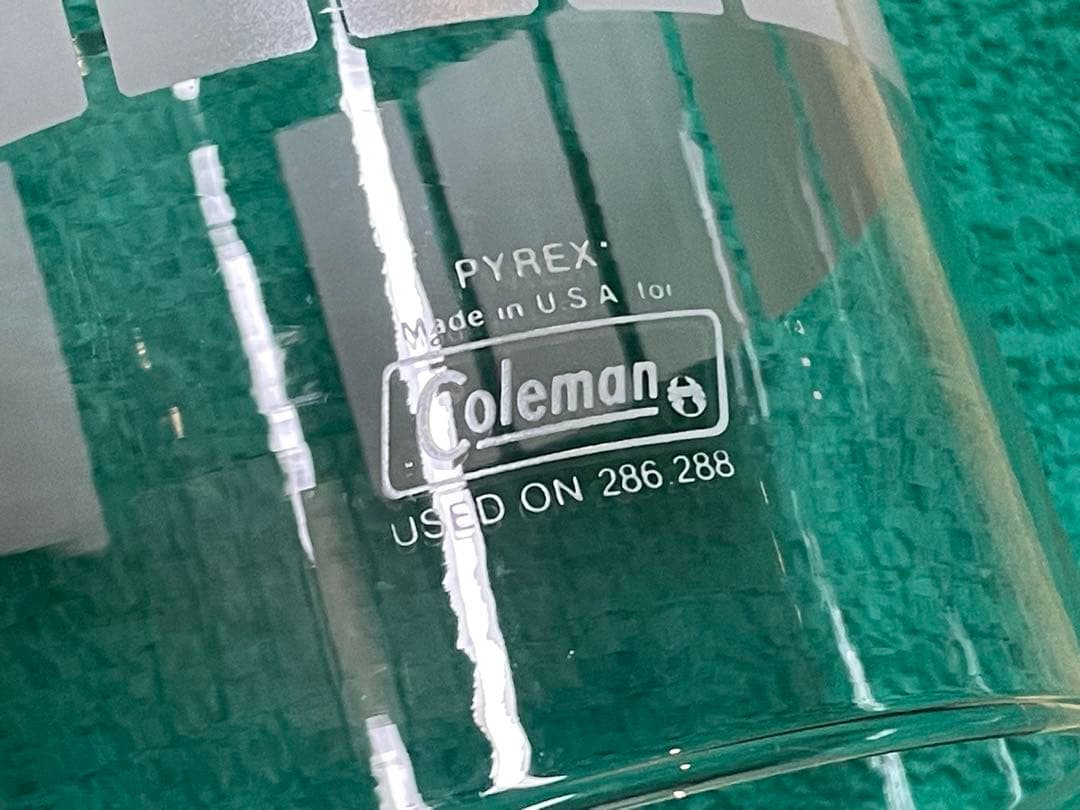 PYREX
Made in U.S.A. for
Coleman
USED ON 286.288